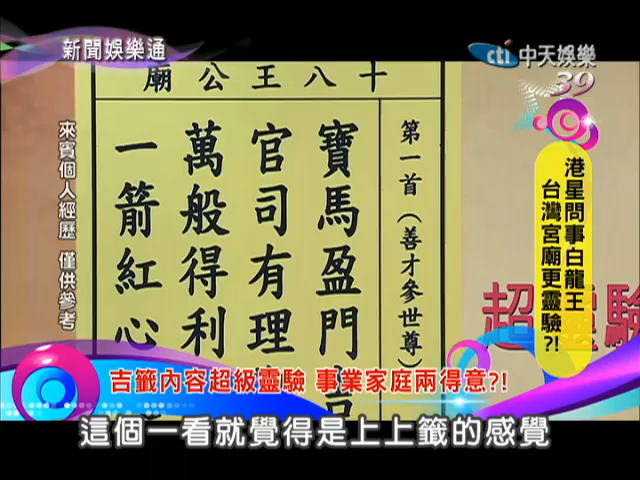 新聞娛樂通
cti 中天娛樂
39
來賓個人經歷 僅供參考
十八王公廟
第一首（善才參世尊）
寶馬盈門
官司有理
萬般得利
一箭紅心
港星問事白龍王
台灣宮廟更靈驗?!
超
驗
吉籤內容超級靈驗 事業家庭兩得意?!
這個一看就覺得是上上籤的感覺